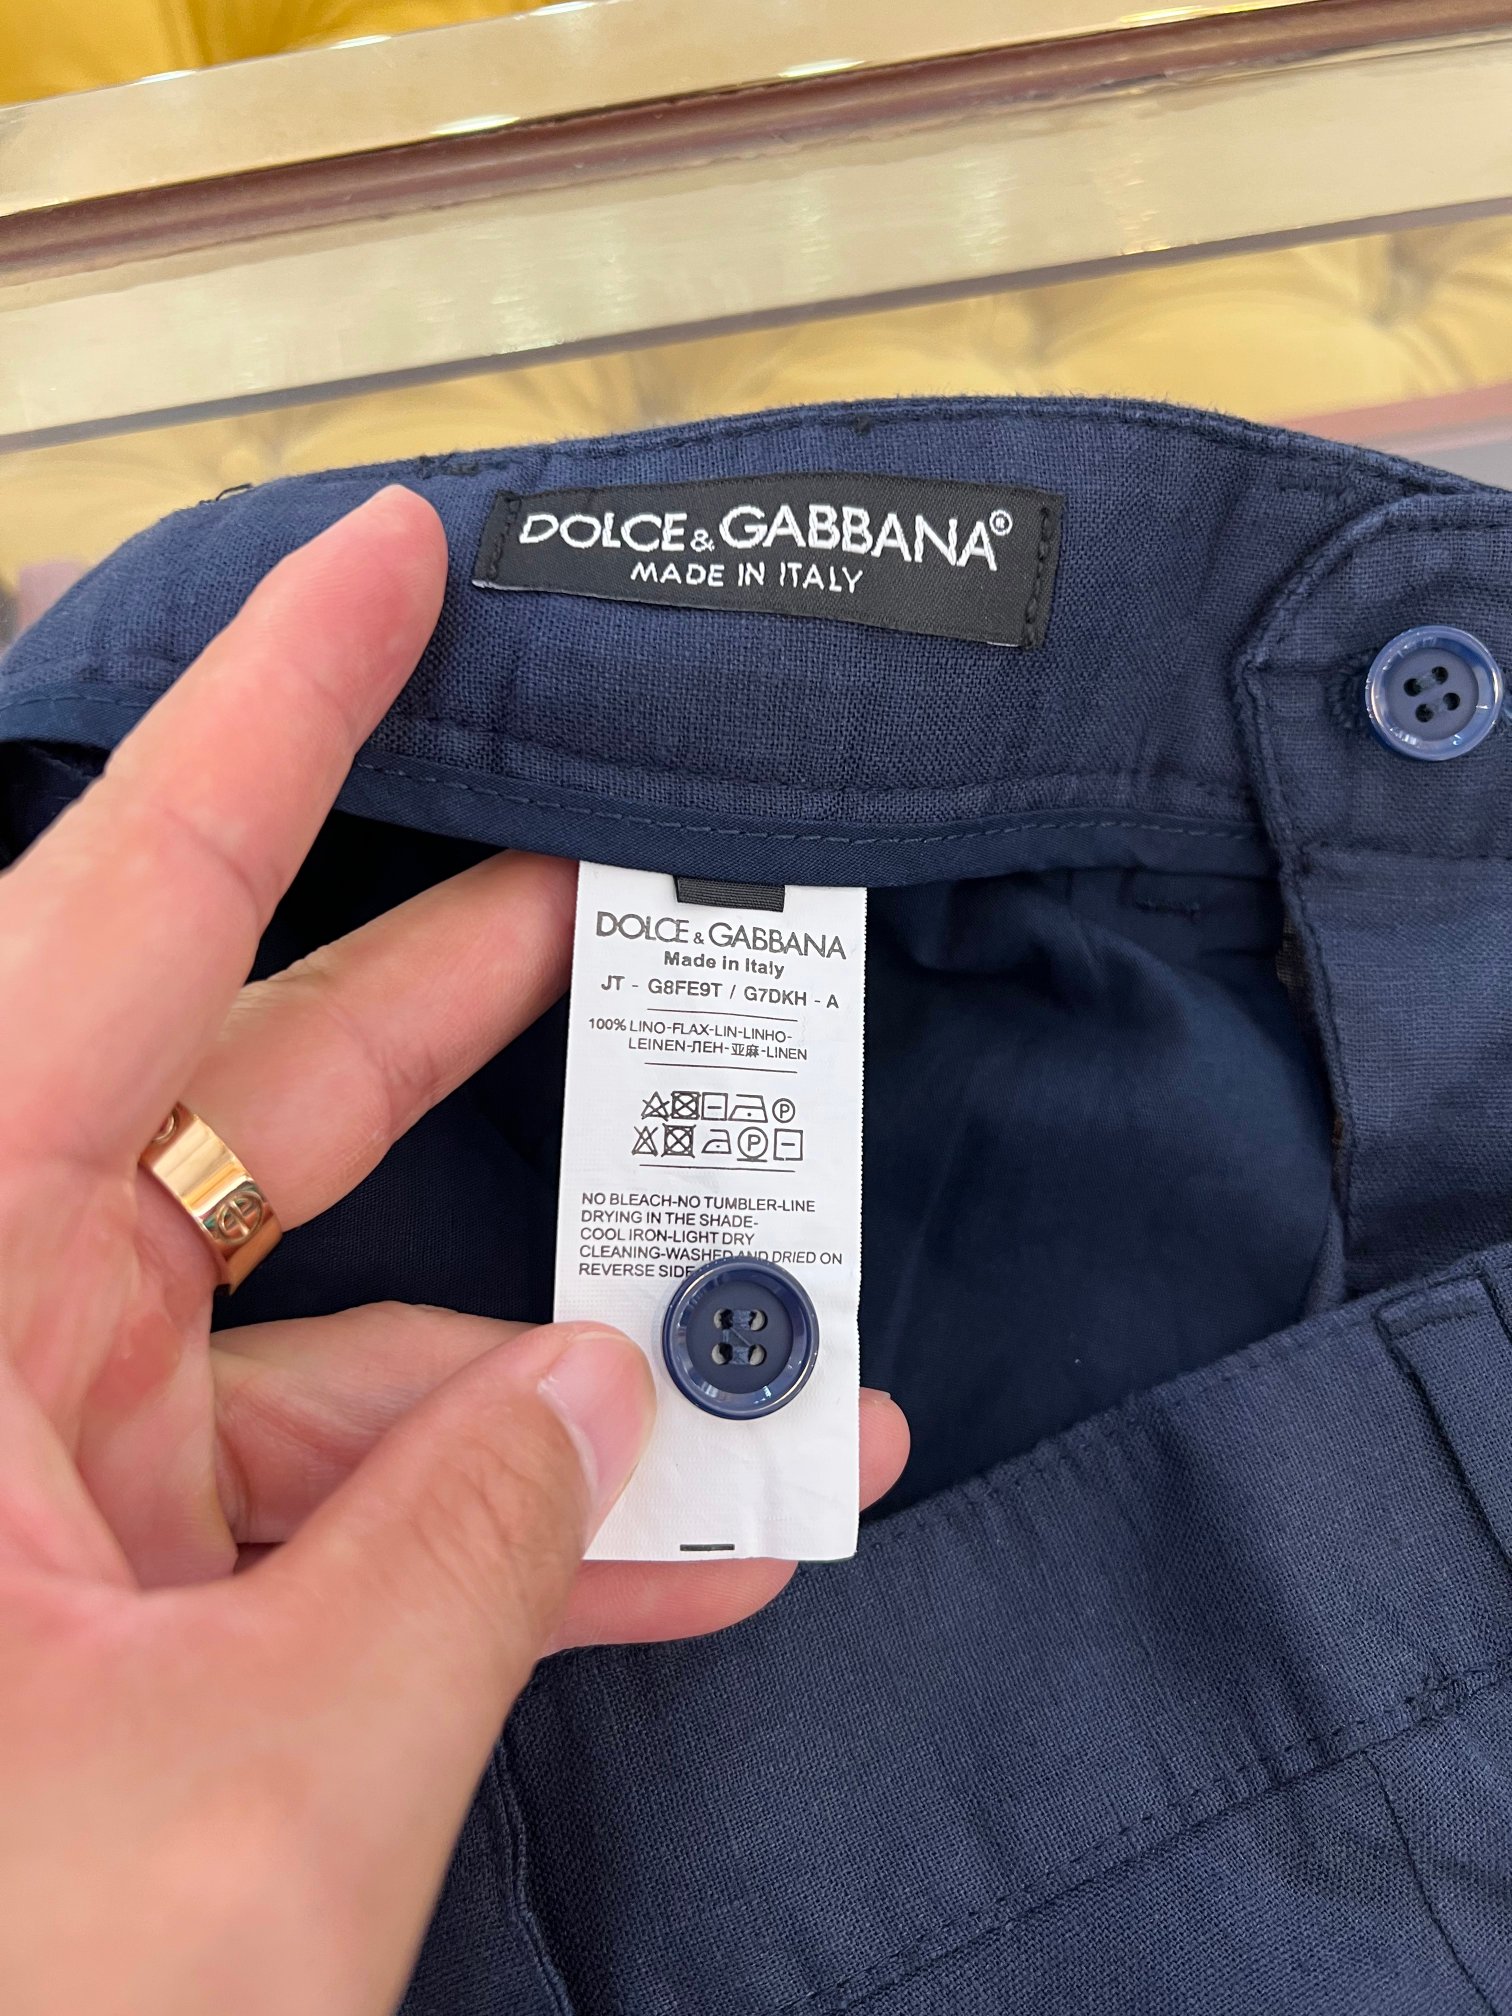 DOLCE&GABBANA®
MADE IN ITALY
DOLCE & GABBANA
Made in Italy
JT - G8FE9T / G7DKH - A
100% LINO-FLAX-LIN-LINHO-
LEINEN-ЛЕН-亚麻-LINEN
P
P
NO BLEACH-NO TUMBLER-LINE
DRYING IN THE SHADE-
COOL IRON-LIGHT DRY
CLEANING-WASHED AND DRIED ON
REVERSE SIDE